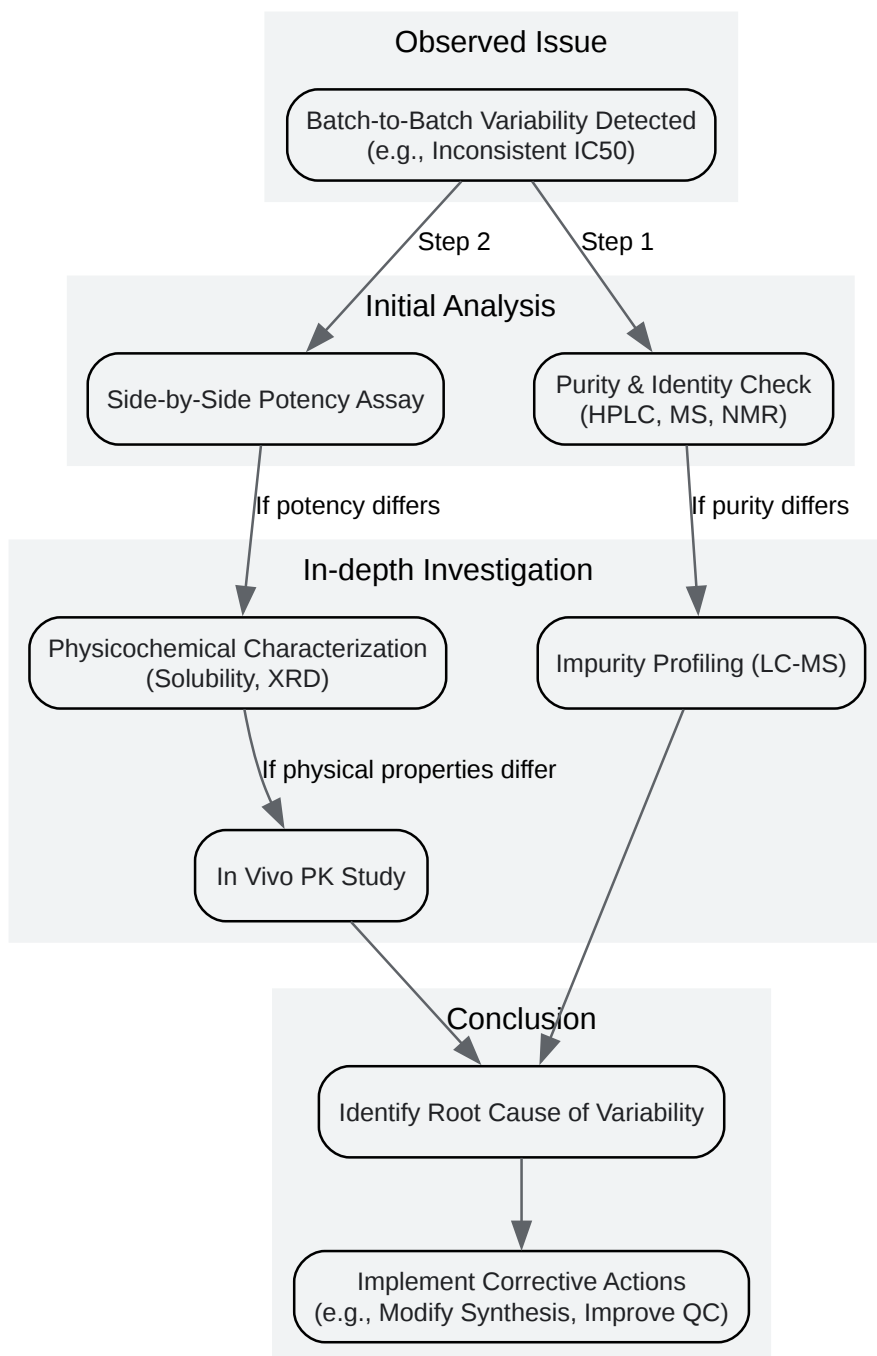 Observed Issue
Batch-to-Batch Variability Detected
(e.g., Inconsistent IC50)
Step 2
Step 1
Initial Analysis
Side-by-Side Potency Assay
Purity & Identity Check
(HPLC, MS, NMR)
If potency differs
If purity differs
In-depth Investigation
Physicochemical Characterization
(Solubility, XRD)
Impurity Profiling (LC-MS)
If physical properties differ
In Vivo PK Study
Conclusion
Identify Root Cause of Variability
Implement Corrective Actions
(e.g., Modify Synthesis, Improve QC)